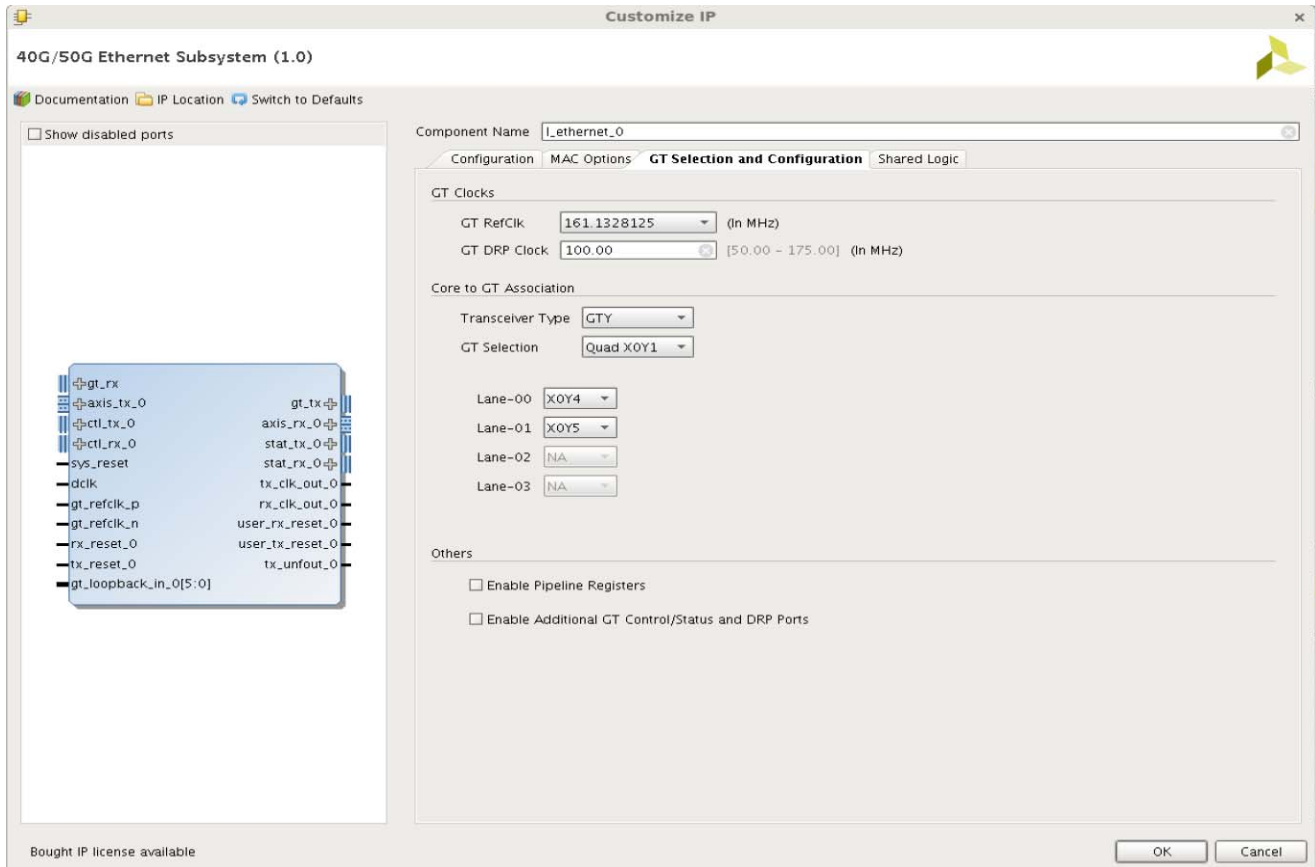 Customize IP
40G/50G Ethernet Subsystem (1.0)
Documentation IP Location Switch to Defaults
Show disabled ports
gt_rx
axis_tx_0
ctl_tx_0
ctl_rx_0
sys_reset
dclk
gt_refclk_p
gt_refclk_n
rx_reset_0
tx_reset_0
gt_loopback_in_0[5:0]
gt_tx
axis_rx_0
stat_tx_0
stat_rx_0
tx_clk_out_0
rx_clk_out_0
user_rx_reset_0
user_tx_reset_0
tx_unfout_0
Component Name l_ethernet_0
Configuration MAC Options GT Selection and Configuration Shared Logic
GT Clocks
GT RefClk 161.1328125 (In MHz)
GT DRP Clock 100.00 [50.00 - 175.00] (In MHz)
Core to GT Association
Transceiver Type GTY
GT Selection Quad X0Y1
Lane-00 X0Y4
Lane-01 X0Y5
Lane-02 NA
Lane-03 NA
Others
Enable Pipeline Registers
Enable Additional GT Control/Status and DRP Ports
Bought IP license available
OK Cancel